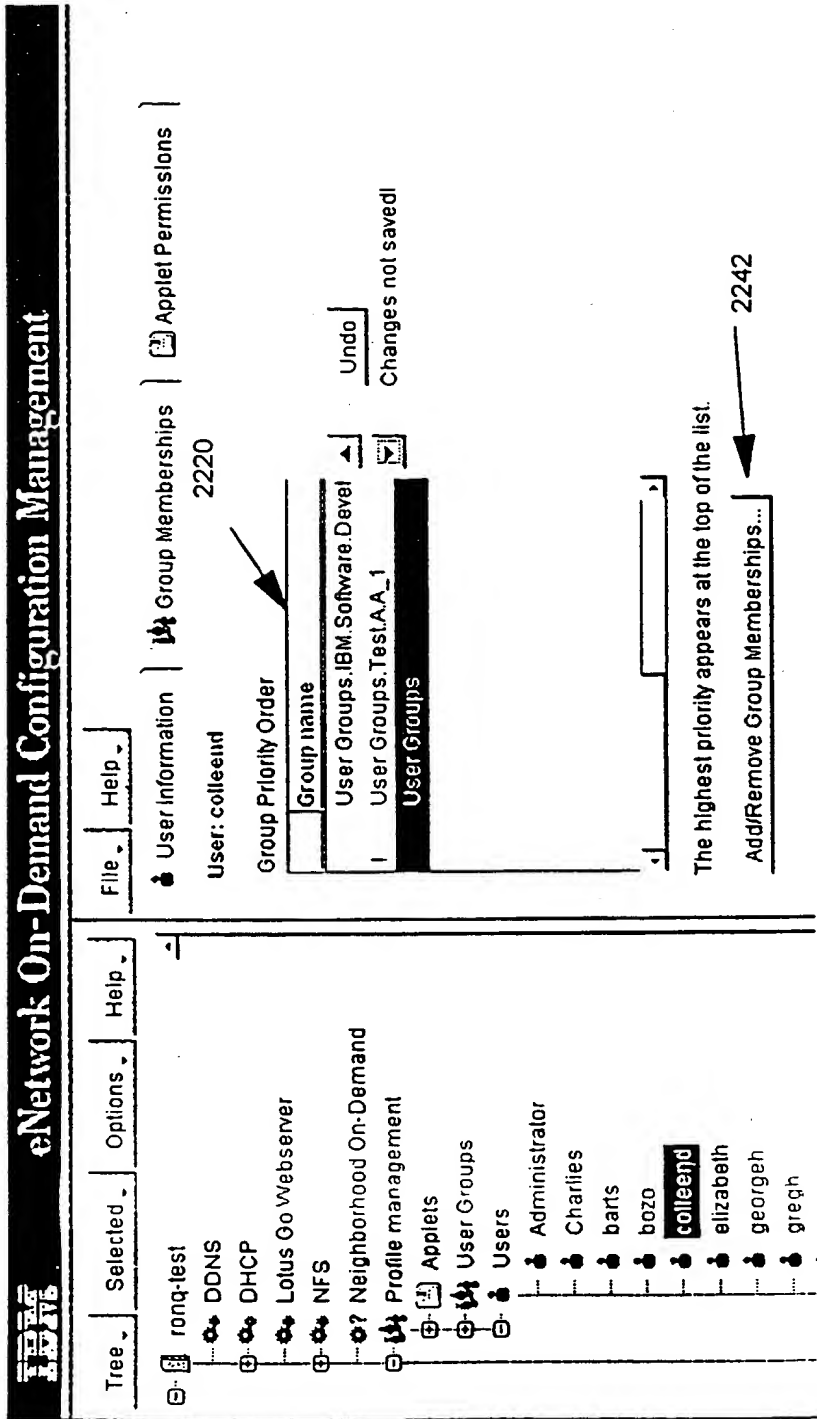 IBM
eNetwork On-Demand Configuration Management
Tree Selected Options Help
ronq-test
DDNS
DHCP
Lotus Go Webserver
NFS
Neighborhood On-Demand
Profile management
Applets
User Groups
Users
Administrator
Charlies
barts
bozo
colleend
elizabeth
georgeh
gregh
File Help
User Information Group Memberships Applet Permissions
User: colleend
2220
Group Priority Order
Group name
User Groups.IBM.Software.Devel
User Groups.Test.A.A_1
User Groups
Undo
Changes not saved!
The highest priority appears at the top of the list.
Add/Remove Group Memberships...
2242